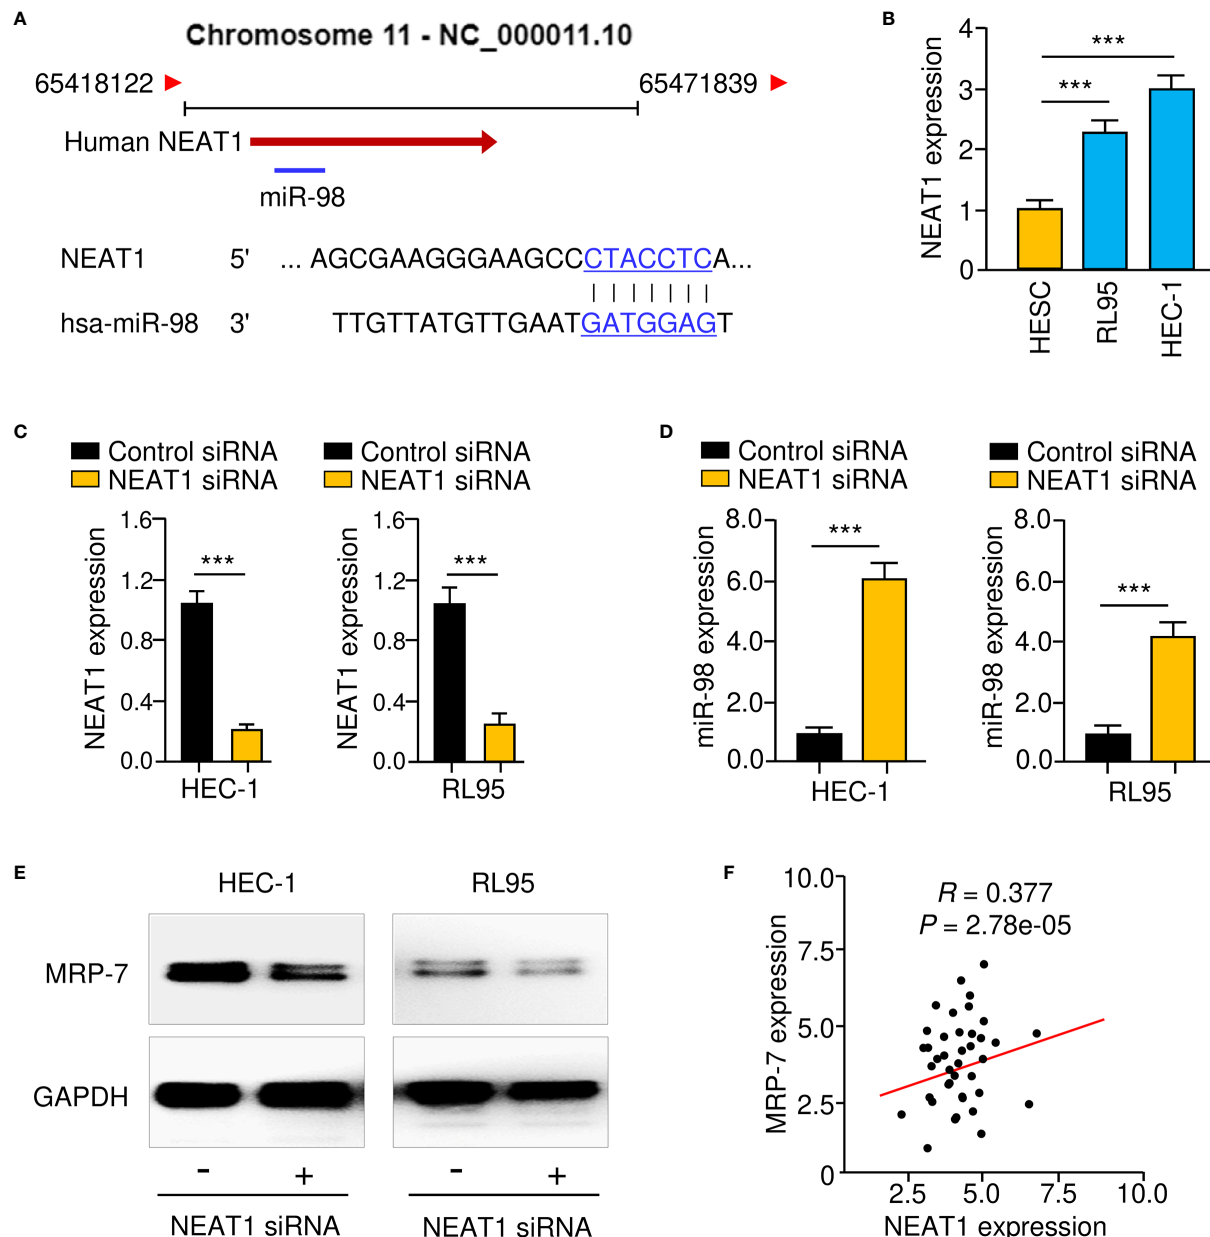 A
Chromosome 11 - NC_000011.10
65418122
65471839
Human NEAT1
miR-98
NEAT1 5' ... AGCGAAGGGAAGCCCTACCTCA...
hsa-miR-98 3' TTGTTATGTTGAATGATGGAGT
B
NEAT1 expression
4
3
2
1
0
***
***
HESC
RL95
HEC-1
C
Control siRNA
NEAT1 siRNA
NEAT1 expression
1.6
1.2
0.8
0.4
0.0
***
HEC-1
Control siRNA
NEAT1 siRNA
NEAT1 expression
1.6
1.2
0.8
0.4
0.0
***
RL95
D
Control siRNA
NEAT1 siRNA
miR-98 expression
8.0
6.0
4.0
2.0
0.0
***
HEC-1
Control siRNA
NEAT1 siRNA
miR-98 expression
8.0
6.0
4.0
2.0
0.0
***
RL95
E
HEC-1 RL95
MRP-7
GAPDH
- + - +
NEAT1 siRNA NEAT1 siRNA
F
R = 0.377
P = 2.78e-05
MRP-7 expression
10.0
7.5
5.0
2.5
0
2.5 5.0 7.5 10.0
NEAT1 expression